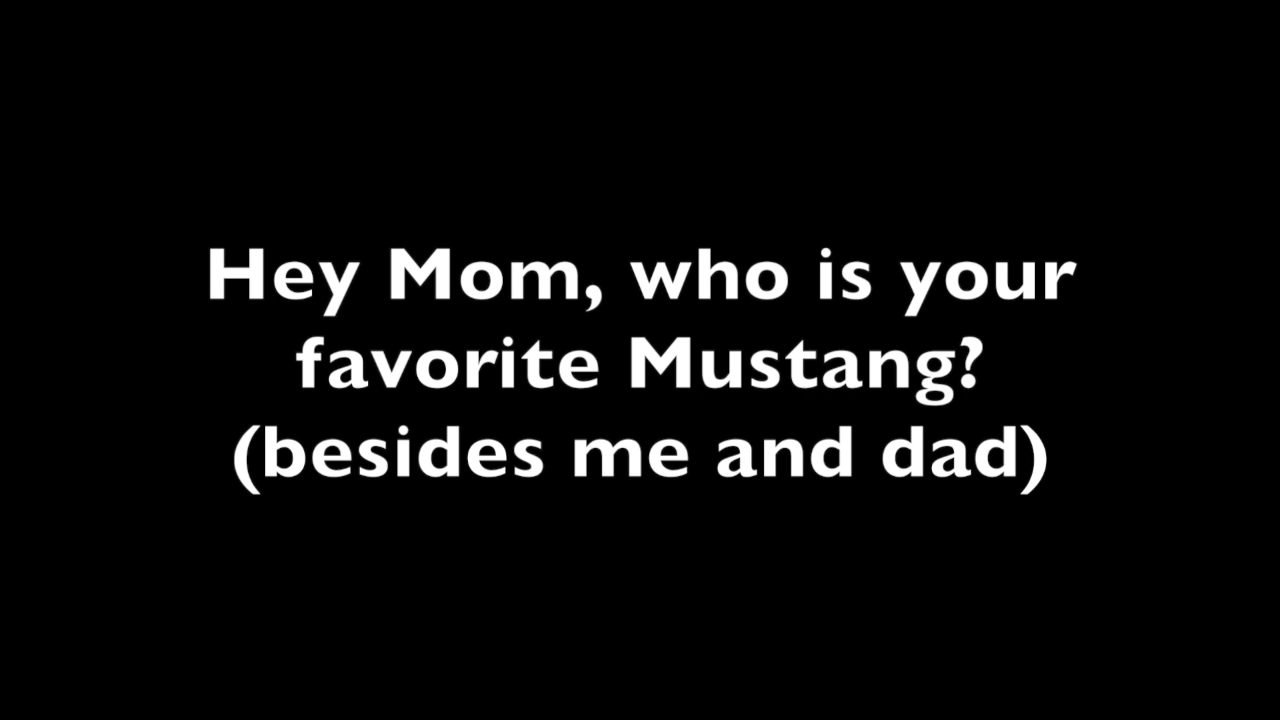 Hey Mom, who is your
favorite Mustang?
(besides me and dad)